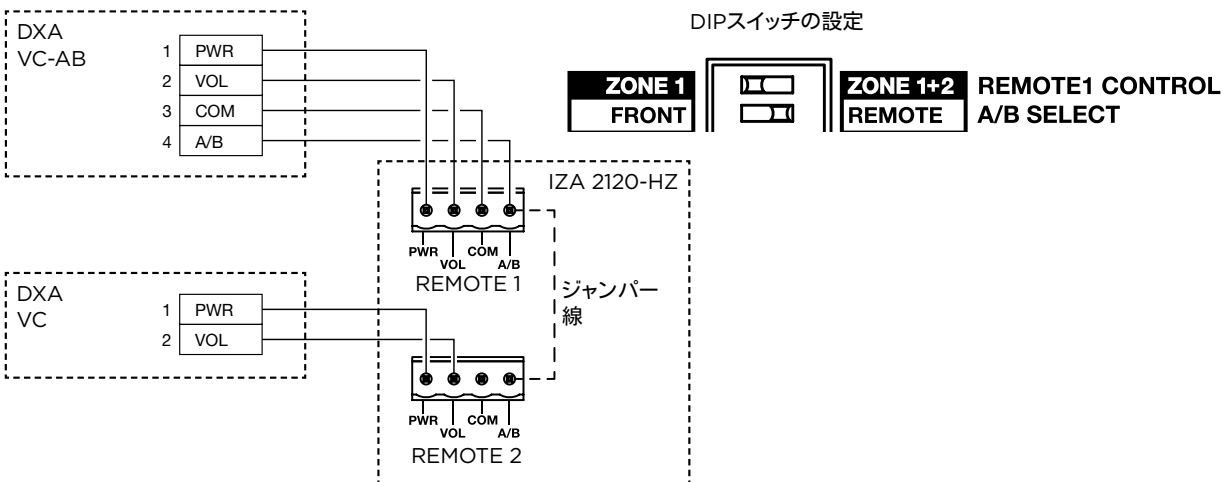 DXA
VC-AB
1 PWR
2 VOL
3 COM
4 A/B
DIPスイッチの設定
ZONE 1 ZONE 1+2 REMOTE1 CONTROL
FRONT REMOTE A/B SELECT
IZA 2120-HZ
PWR VOL COM A/B
REMOTE 1
ジャンパー
線
DXA
VC
1 PWR
2 VOL
PWR VOL COM A/B
REMOTE 2